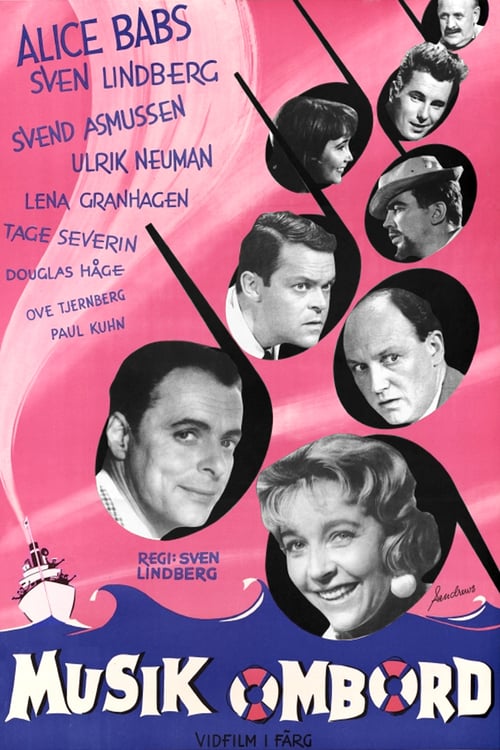 ALICE BABS
SVEN LINDBERG
SVEND ASMUSSEN
ULRIK NEUMAN
LENA GRANHAGEN
TAGE SEVERIN
DOUGLAS HÅGE
OVE TJERNBERG
PAUL KUHN
REGI: SVEN
LINDBERG
Sandrews
MUSIK OMBORD
VIDFILM I FÄRG